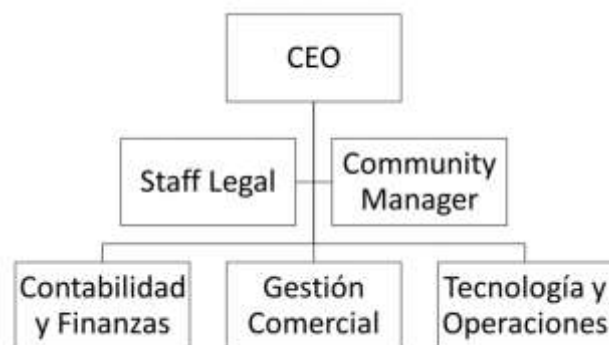 CEO
Staff Legal
Community
Manager
Contabilidad
y Finanzas
Gestión
Comercial
Tecnología y
Operaciones